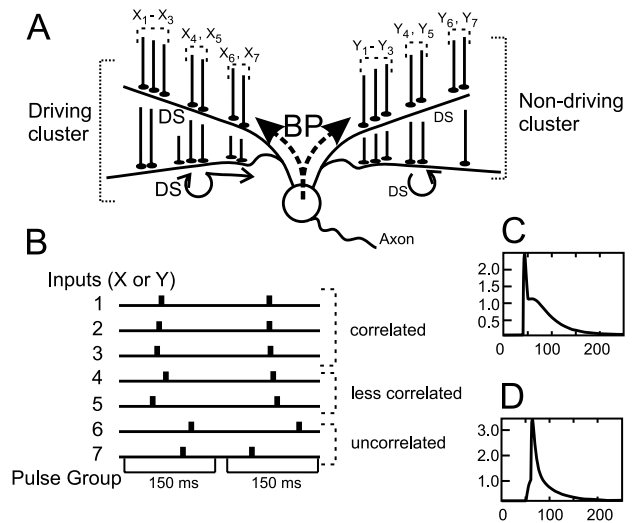 A
X1- X3
X4, X5
X6, X7
Y1- Y3
Y4, Y5
Y6, Y7
Driving
cluster
DS
BP
DS
Non-driving
cluster
DS
DS
Axon
B
Inputs (X or Y)
1
2
3
4
5
6
7
correlated
less correlated
uncorrelated
Pulse Group
150 ms
150 ms
C
2.0
1.5
1.0
0.5
0
100
200
D
3.0
2.0
1.0
0
100
200